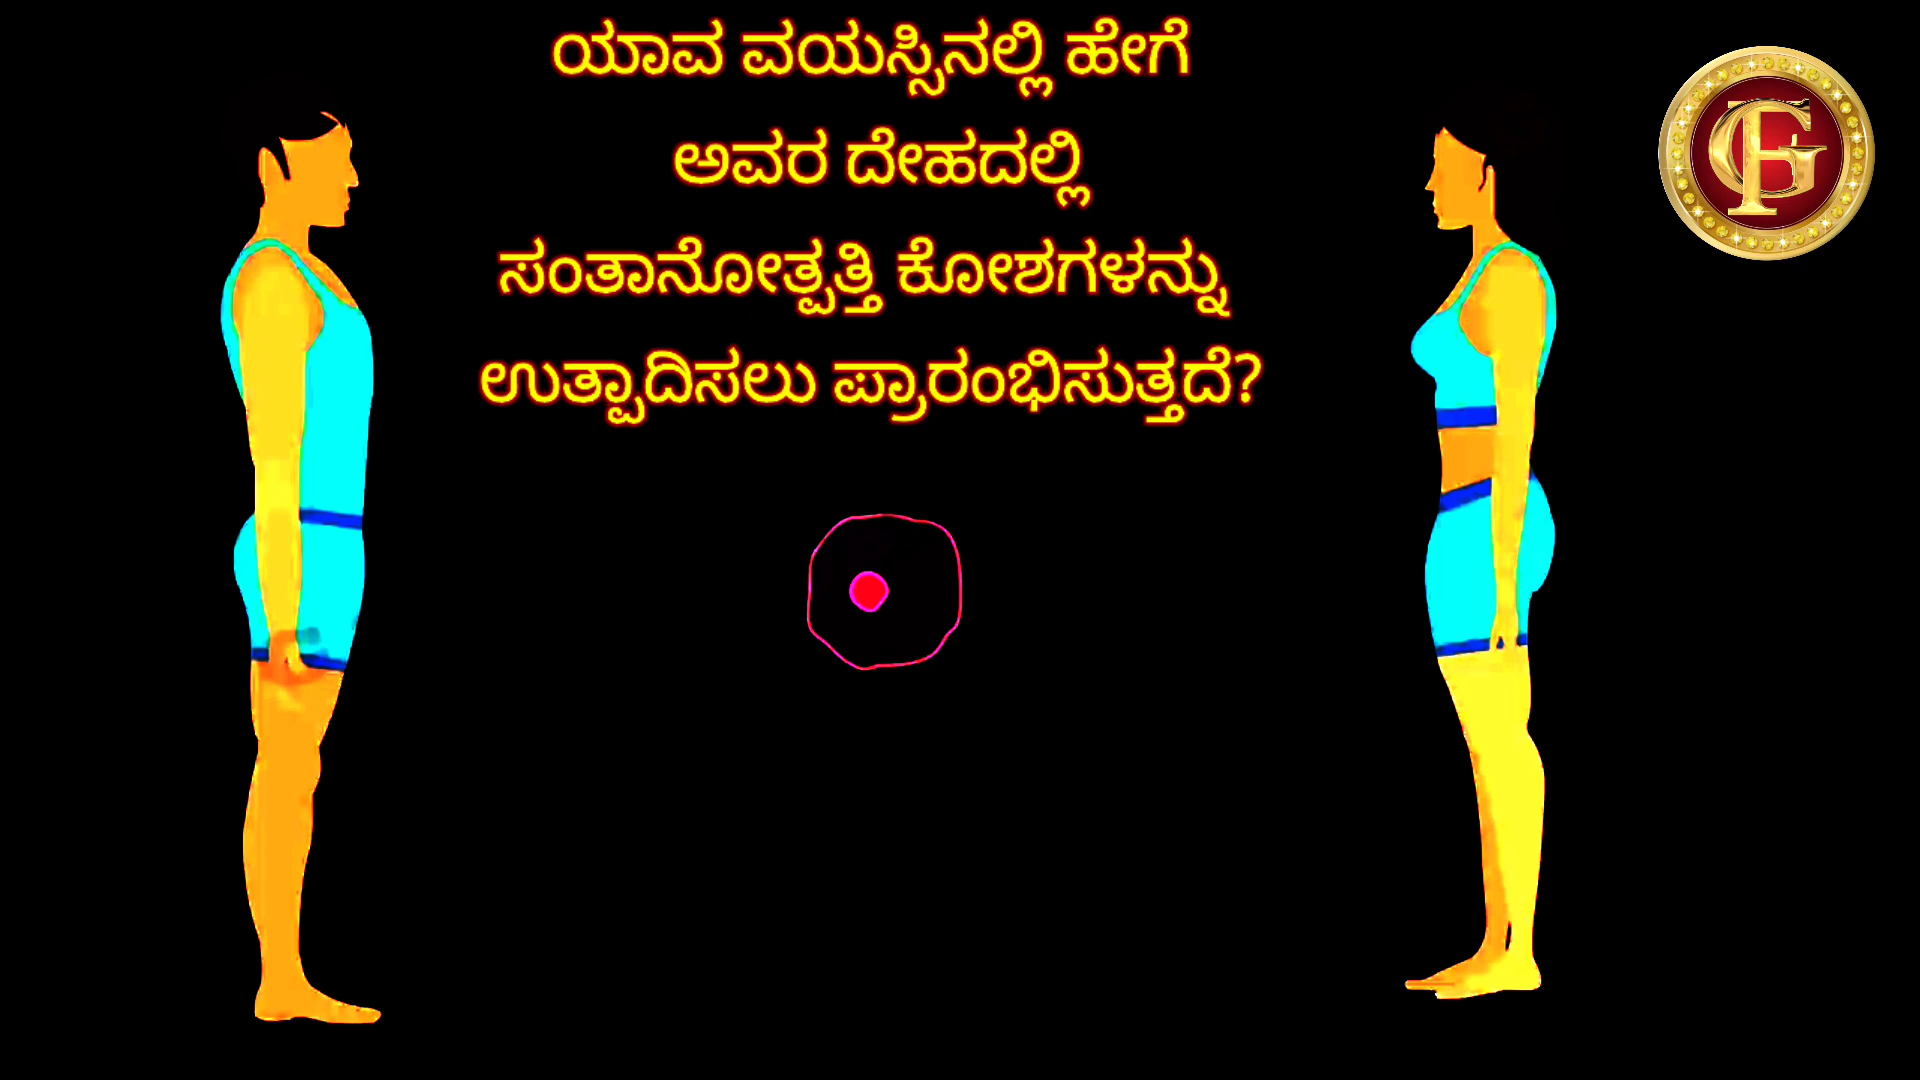 ಯಾವ ವಯಸ್ಸಿನಲ್ಲಿ ಹೇಗೆ
ಅವರ ದೇಹದಲ್ಲಿ
ಸಂತಾನೋತ್ಪತ್ತಿ ಕೋಶಗಳನ್ನು
ಉತ್ಪಾದಿಸಲು ಪ್ರಾರಂಭಿಸುತ್ತದೆ?